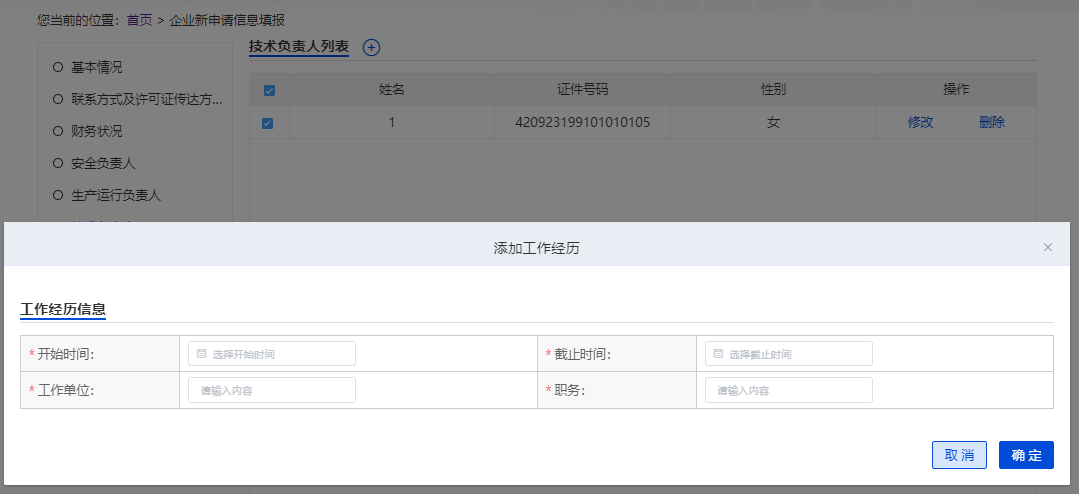 您当前的位置：首页 > 企业新申请信息填报
技术负责人列表
基本情况
联系方式及许可证传达方...
财务状况
安全负责人
生产运行负责人
姓名 证件号码 性别 操作
1 420923199101010105 女 修改 删除
添加工作经历
工作经历信息
*开始时间： 选择开始时间 *截止时间： 选择截止时间
*工作单位： 请输入内容 *职务： 请输入内容
取消 确定